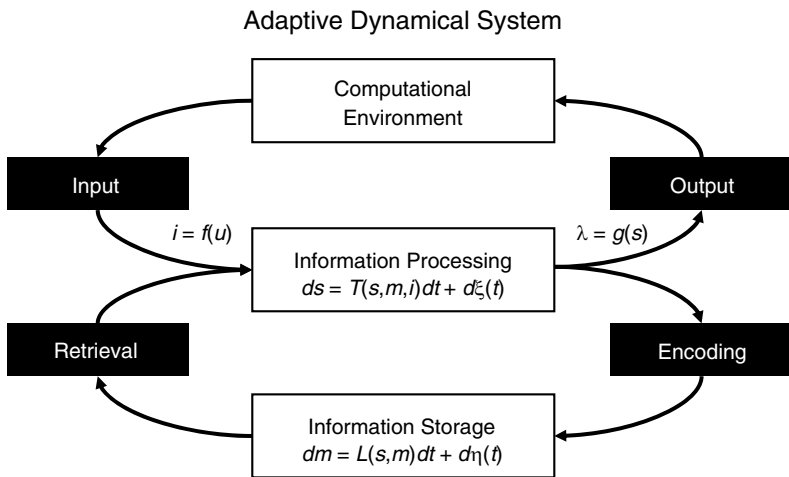 Adaptive Dynamical System
Computational
Environment
Input
Output
i = f(u)
λ = g(s)
Information Processing
ds = T(s,m,i)dt + dξ(t)
Retrieval
Encoding
Information Storage
dm = L(s,m)dt + dη(t)